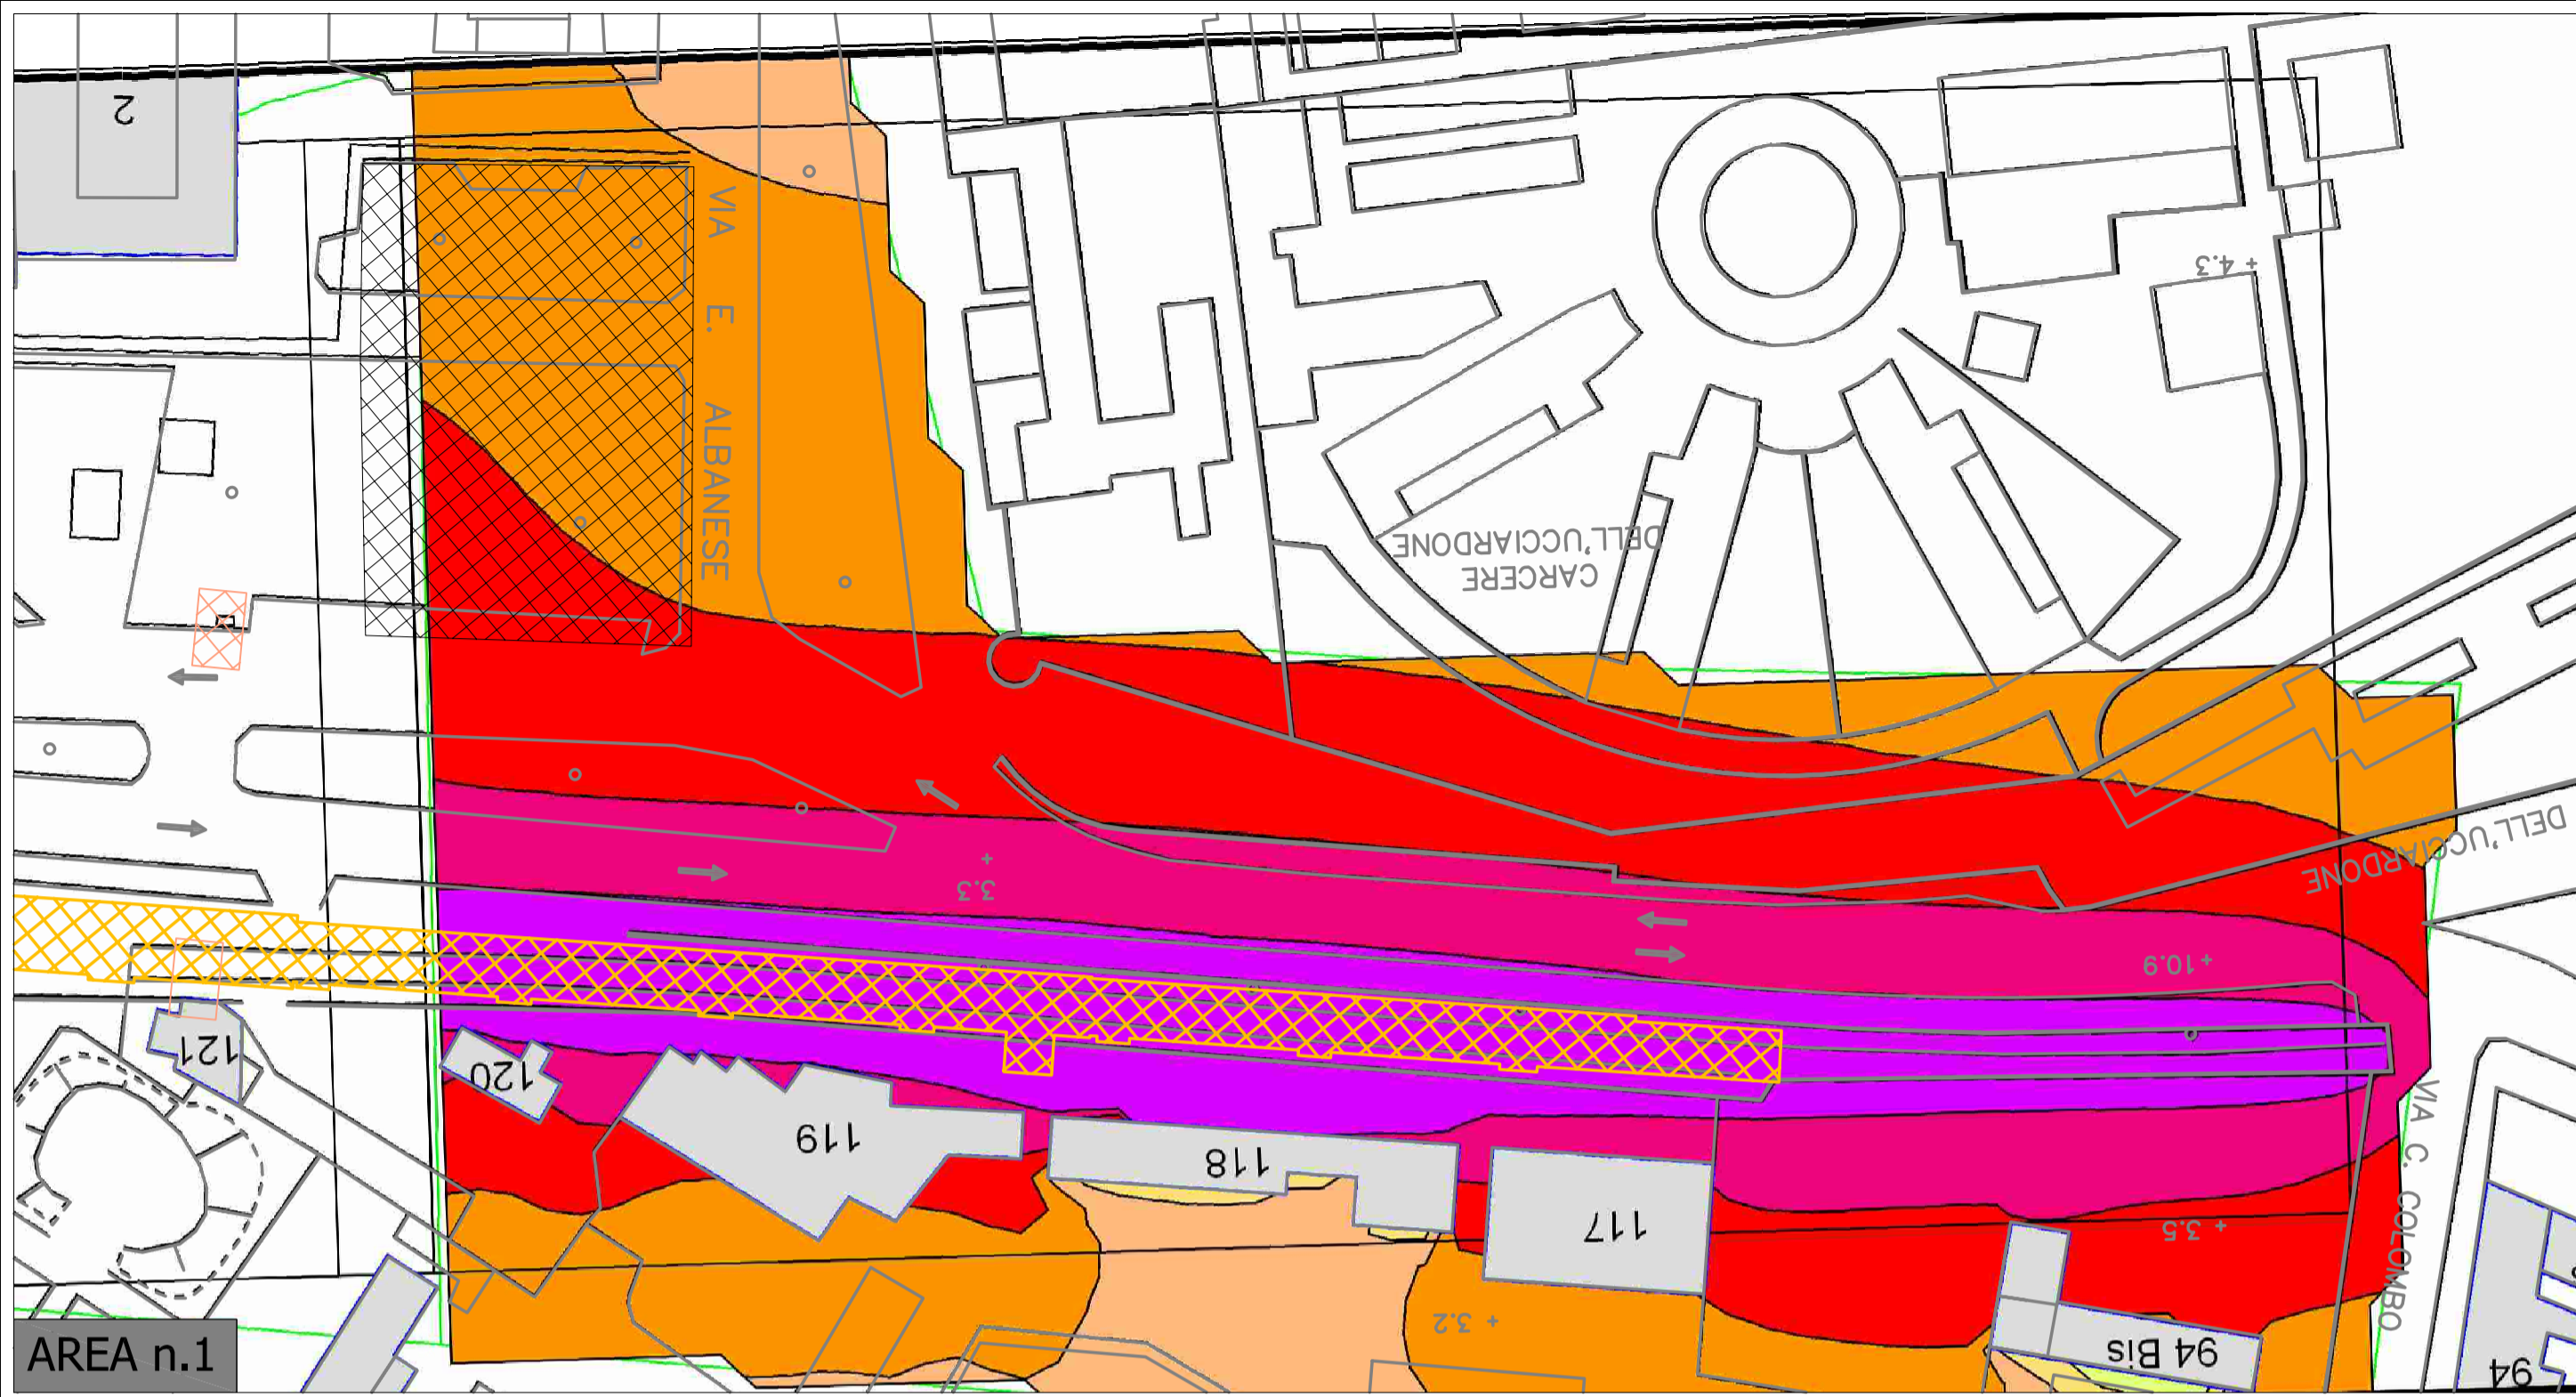 2
VIA E. ALBANESE
+ 4.3
CARCERE
DELL'UCCIARDONE
DELL'UCCIARDONE
+ 3.3
+ 10.9
121
120
119
118
117
+ 3.5
+ 3.2
VIA C. COLOMBO
94 Bis
94
AREA n.1